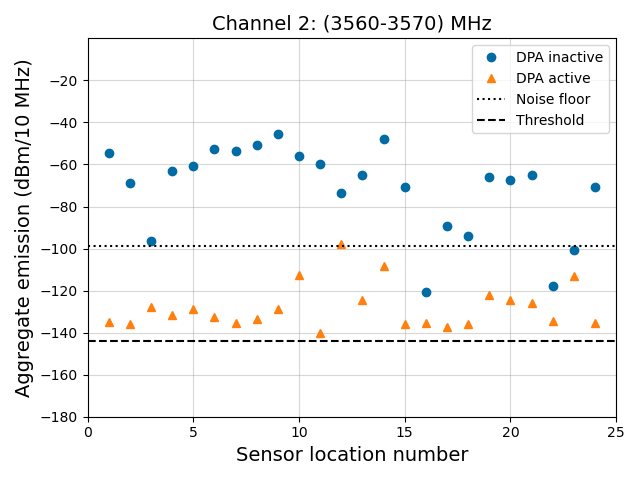 Channel 2: (3560-3570) MHz
Aggregate emission (dBm/10 MHz)
−20
−40
−60
−80
−100
−120
−140
−160
−180
DPA inactive
DPA active
Noise floor
Threshold
0 5 10 15 20 25
Sensor location number